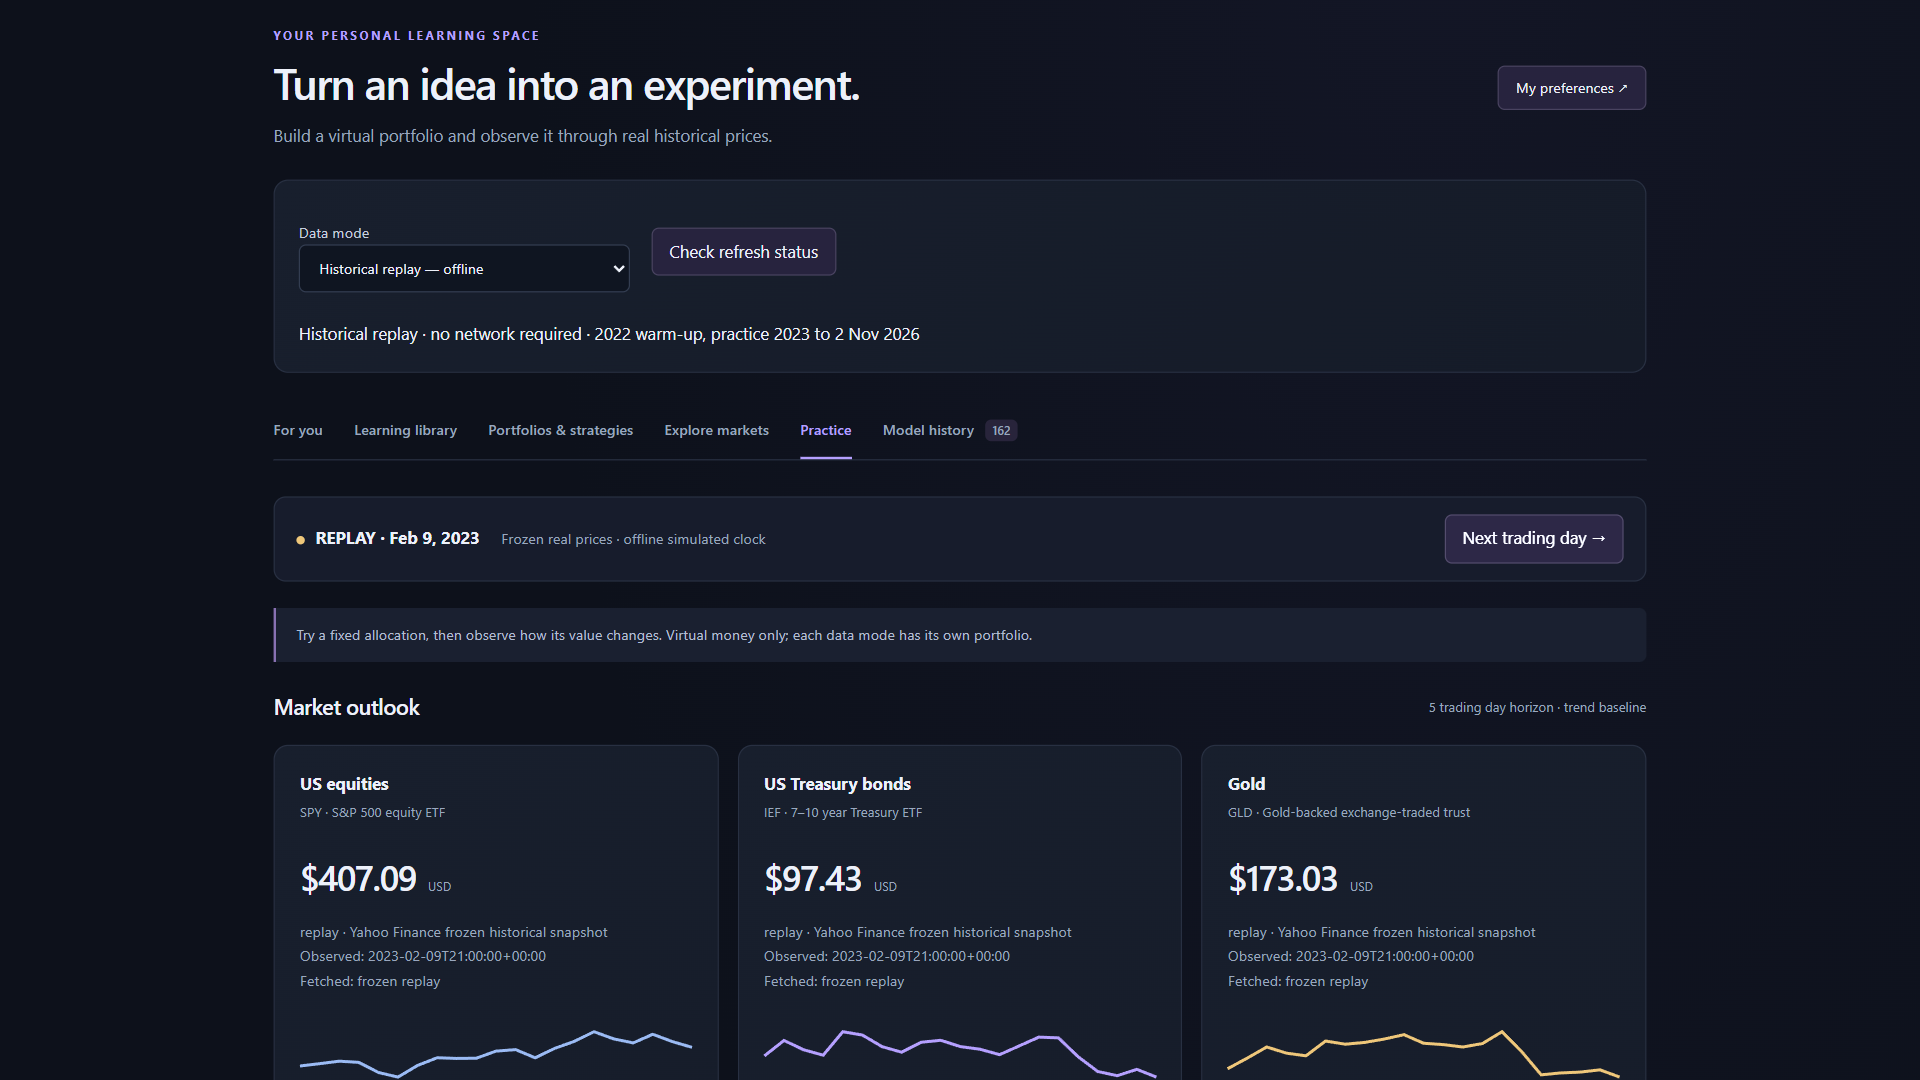 YOUR PERSONAL LEARNING SPACE
Turn an idea into an experiment.
My preferences ↗
Build a virtual portfolio and observe it through real historical prices.
Data mode
Historical replay — offline
Check refresh status
Historical replay · no network required · 2022 warm-up, practice 2023 to 2 Nov 2026
For you Learning library Portfolios & strategies Explore markets Practice Model history 162
REPLAY · Feb 9, 2023 Frozen real prices · offline simulated clock
Next trading day →
Try a fixed allocation, then observe how its value changes. Virtual money only; each data mode has its own portfolio.
Market outlook
5 trading day horizon · trend baseline
US equities
SPY · S&P 500 equity ETF
$407.09 USD
replay · Yahoo Finance frozen historical snapshot
Observed: 2023-02-09T21:00:00+00:00
Fetched: frozen replay
US Treasury bonds
IEF · 7–10 year Treasury ETF
$97.43 USD
replay · Yahoo Finance frozen historical snapshot
Observed: 2023-02-09T21:00:00+00:00
Fetched: frozen replay
Gold
GLD · Gold-backed exchange-traded trust
$173.03 USD
replay · Yahoo Finance frozen historical snapshot
Observed: 2023-02-09T21:00:00+00:00
Fetched: frozen replay